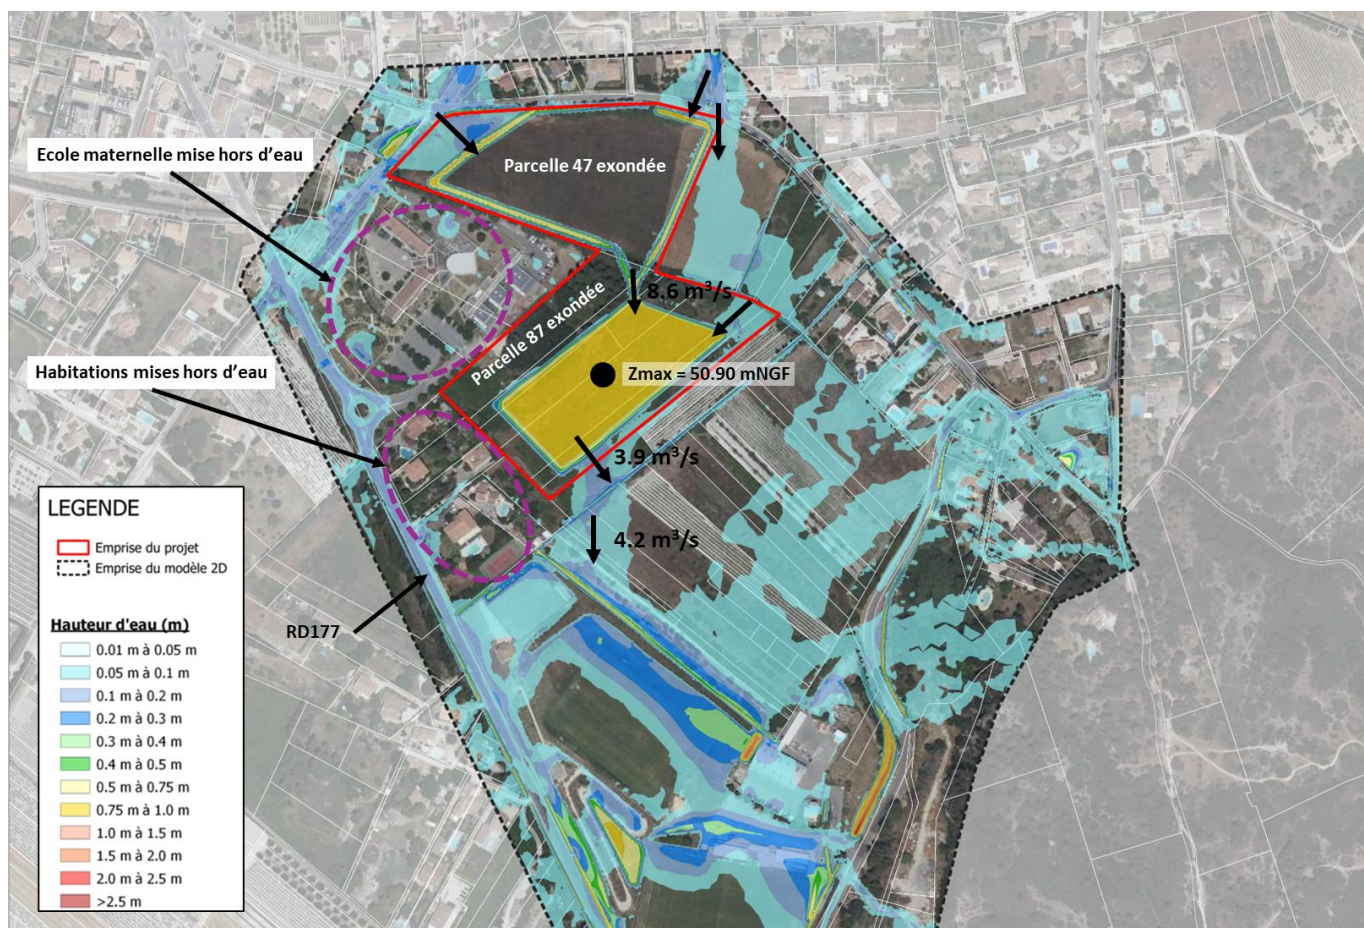 Ecole maternelle mise hors d'eau
Parcelle 47 exondée
8.6 m³/s
Parcelle 87 exondée
Habitations mises hors d'eau
Zmax = 50.90 mNGF
3.9 m³/s
4.2 m³/s
RD177
LEGENDE
Emprise du projet
Emprise du modèle 2D
Hauteur d'eau (m)
0.01 m à 0.05 m
0.05 m à 0.1 m
0.1 m à 0.2 m
0.2 m à 0.3 m
0.3 m à 0.4 m
0.4 m à 0.5 m
0.5 m à 0.75 m
0.75 m à 1.0 m
1.0 m à 1.5 m
1.5 m à 2.0 m
2.0 m à 2.5 m
>2.5 m